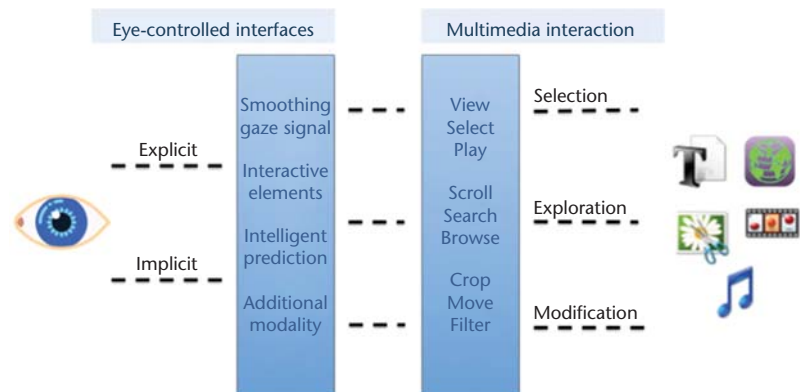 Eye-controlled interfaces
Multimedia interaction
Explicit
Implicit
Smoothing
gaze signal
Interactive
elements
Intelligent
prediction
Additional
modality
View
Select
Play
Scroll
Search
Browse
Crop
Move
Filter
Selection
Exploration
Modification
T